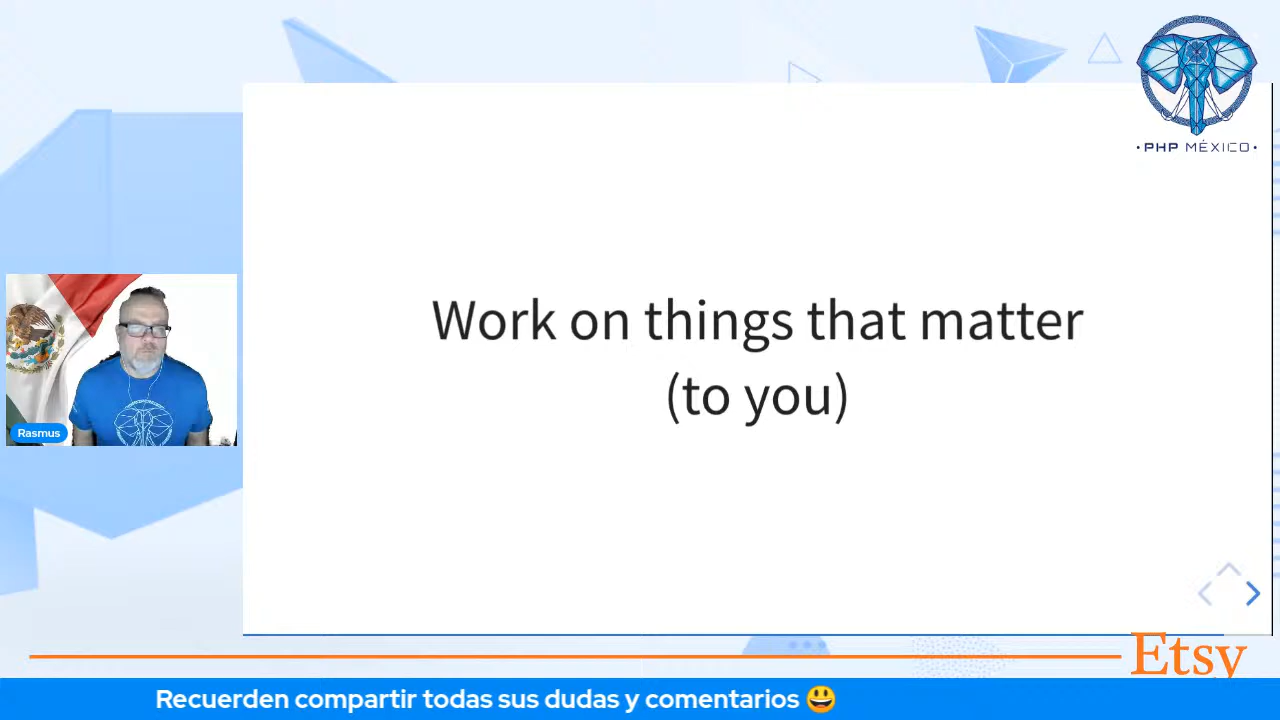 • PHP MÉXICO •
Work on things that matter
(to you)
Rasmus
Etsy
Recuerden compartir todas sus dudas y comentarios 😃